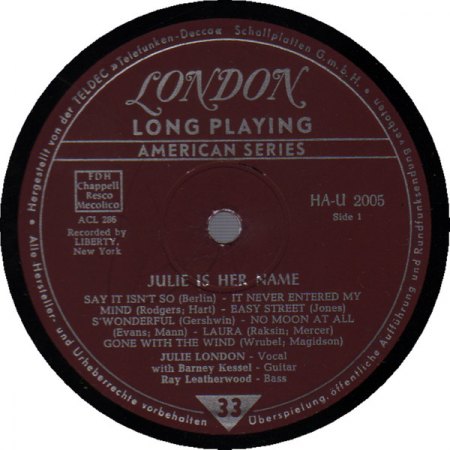 Hergestellt von der TELDEC »Telefunken-Decca« Schallplatten G.m.b.H.
LONDON
LONG PLAYING
AMERICAN SERIES
FDH
Chappell
Resco
Mecolico
ACL 286
Recorded by
LIBERTY,
New York
HA-U 2005
Side 1
JULIE IS HER NAME
SAY IT ISN'T SO (Berlin) - IT NEVER ENTERED MY
MIND (Rodgers; Hart) - EASY STREET (Jones)
S'WONDERFUL (Gershwin) - NO MOON AT ALL
(Evans; Mann) - LAURA (Raksin; Mercer)
GONE WITH THE WIND (Wrubel; Magidson)
JULIE LONDON - Vocal
with Barney Kessel - Guitar
Ray Leatherwood - Bass
33
Alle Hersteller- und Urheberrechte vorbehalten
Überspielung, öffentliche Aufführung und Rundfunksendung verboten